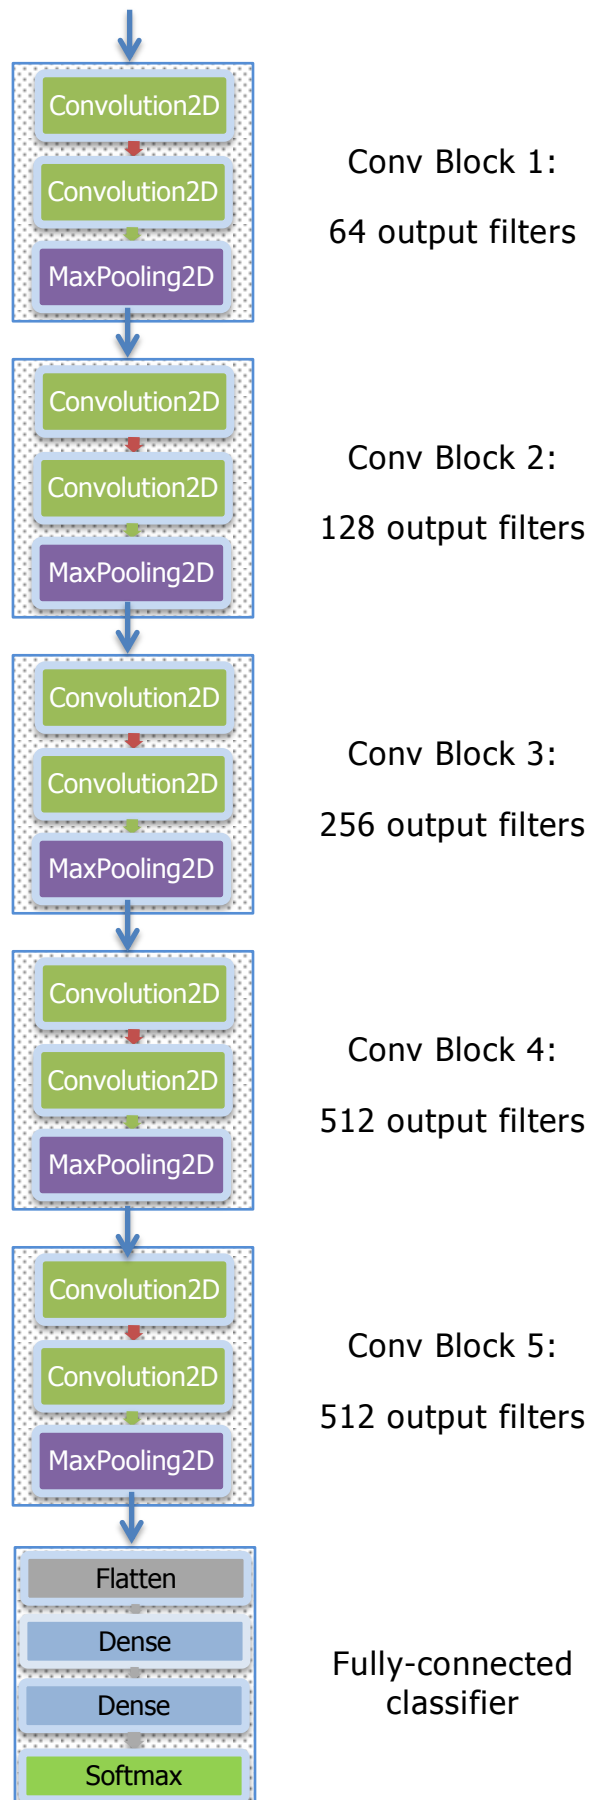 Convolution2D
Convolution2D
MaxPooling2D
Conv Block 1:
64 output filters
Convolution2D
Convolution2D
MaxPooling2D
Conv Block 2:
128 output filters
Convolution2D
Convolution2D
MaxPooling2D
Conv Block 3:
256 output filters
Convolution2D
Convolution2D
MaxPooling2D
Conv Block 4:
512 output filters
Convolution2D
Convolution2D
MaxPooling2D
Conv Block 5:
512 output filters
Flatten
Dense
Dense
Softmax
Fully-connected
classifier